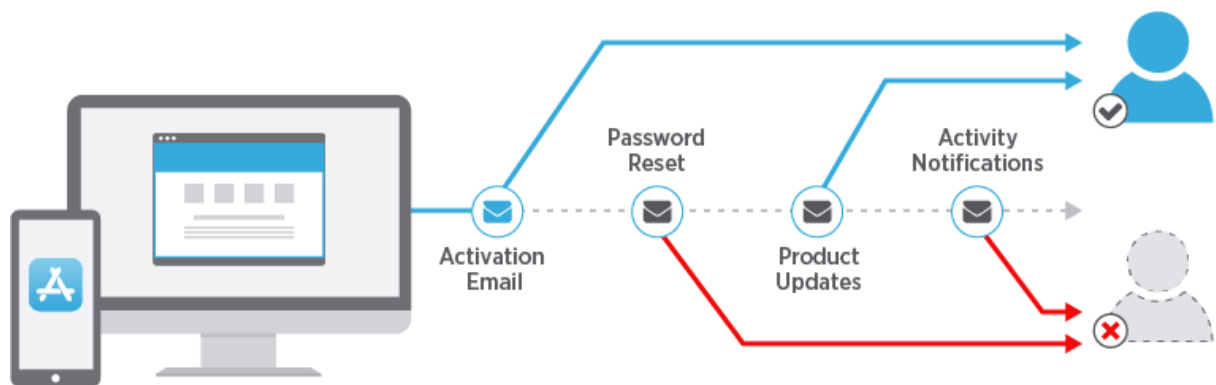 Password
Reset
Activity
Notifications
Activation
Email
Product
Updates